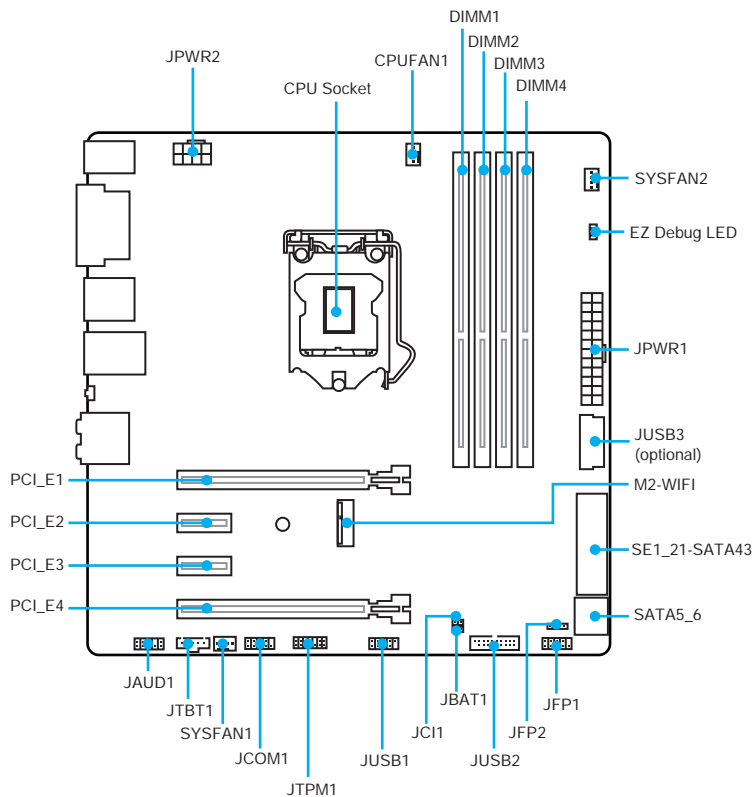 DIMM1
DIMM2
JPWR2
CPUFAN1
DIMM3
CPU Socket
DIMM4
SYSFAN2
EZ Debug LED
JPWR1
JUSB3
(optional)
PCI_E1
M2-WIFI
PCI_E2
SE1_21-SATA43
PCI_E3
PCI_E4
SATA5_6
JAUD1
JTBT1
SYSFAN1
JCOM1
JTPM1
JUSB1
JCI1
JBAT1
JUSB2
JFP2
JFP1